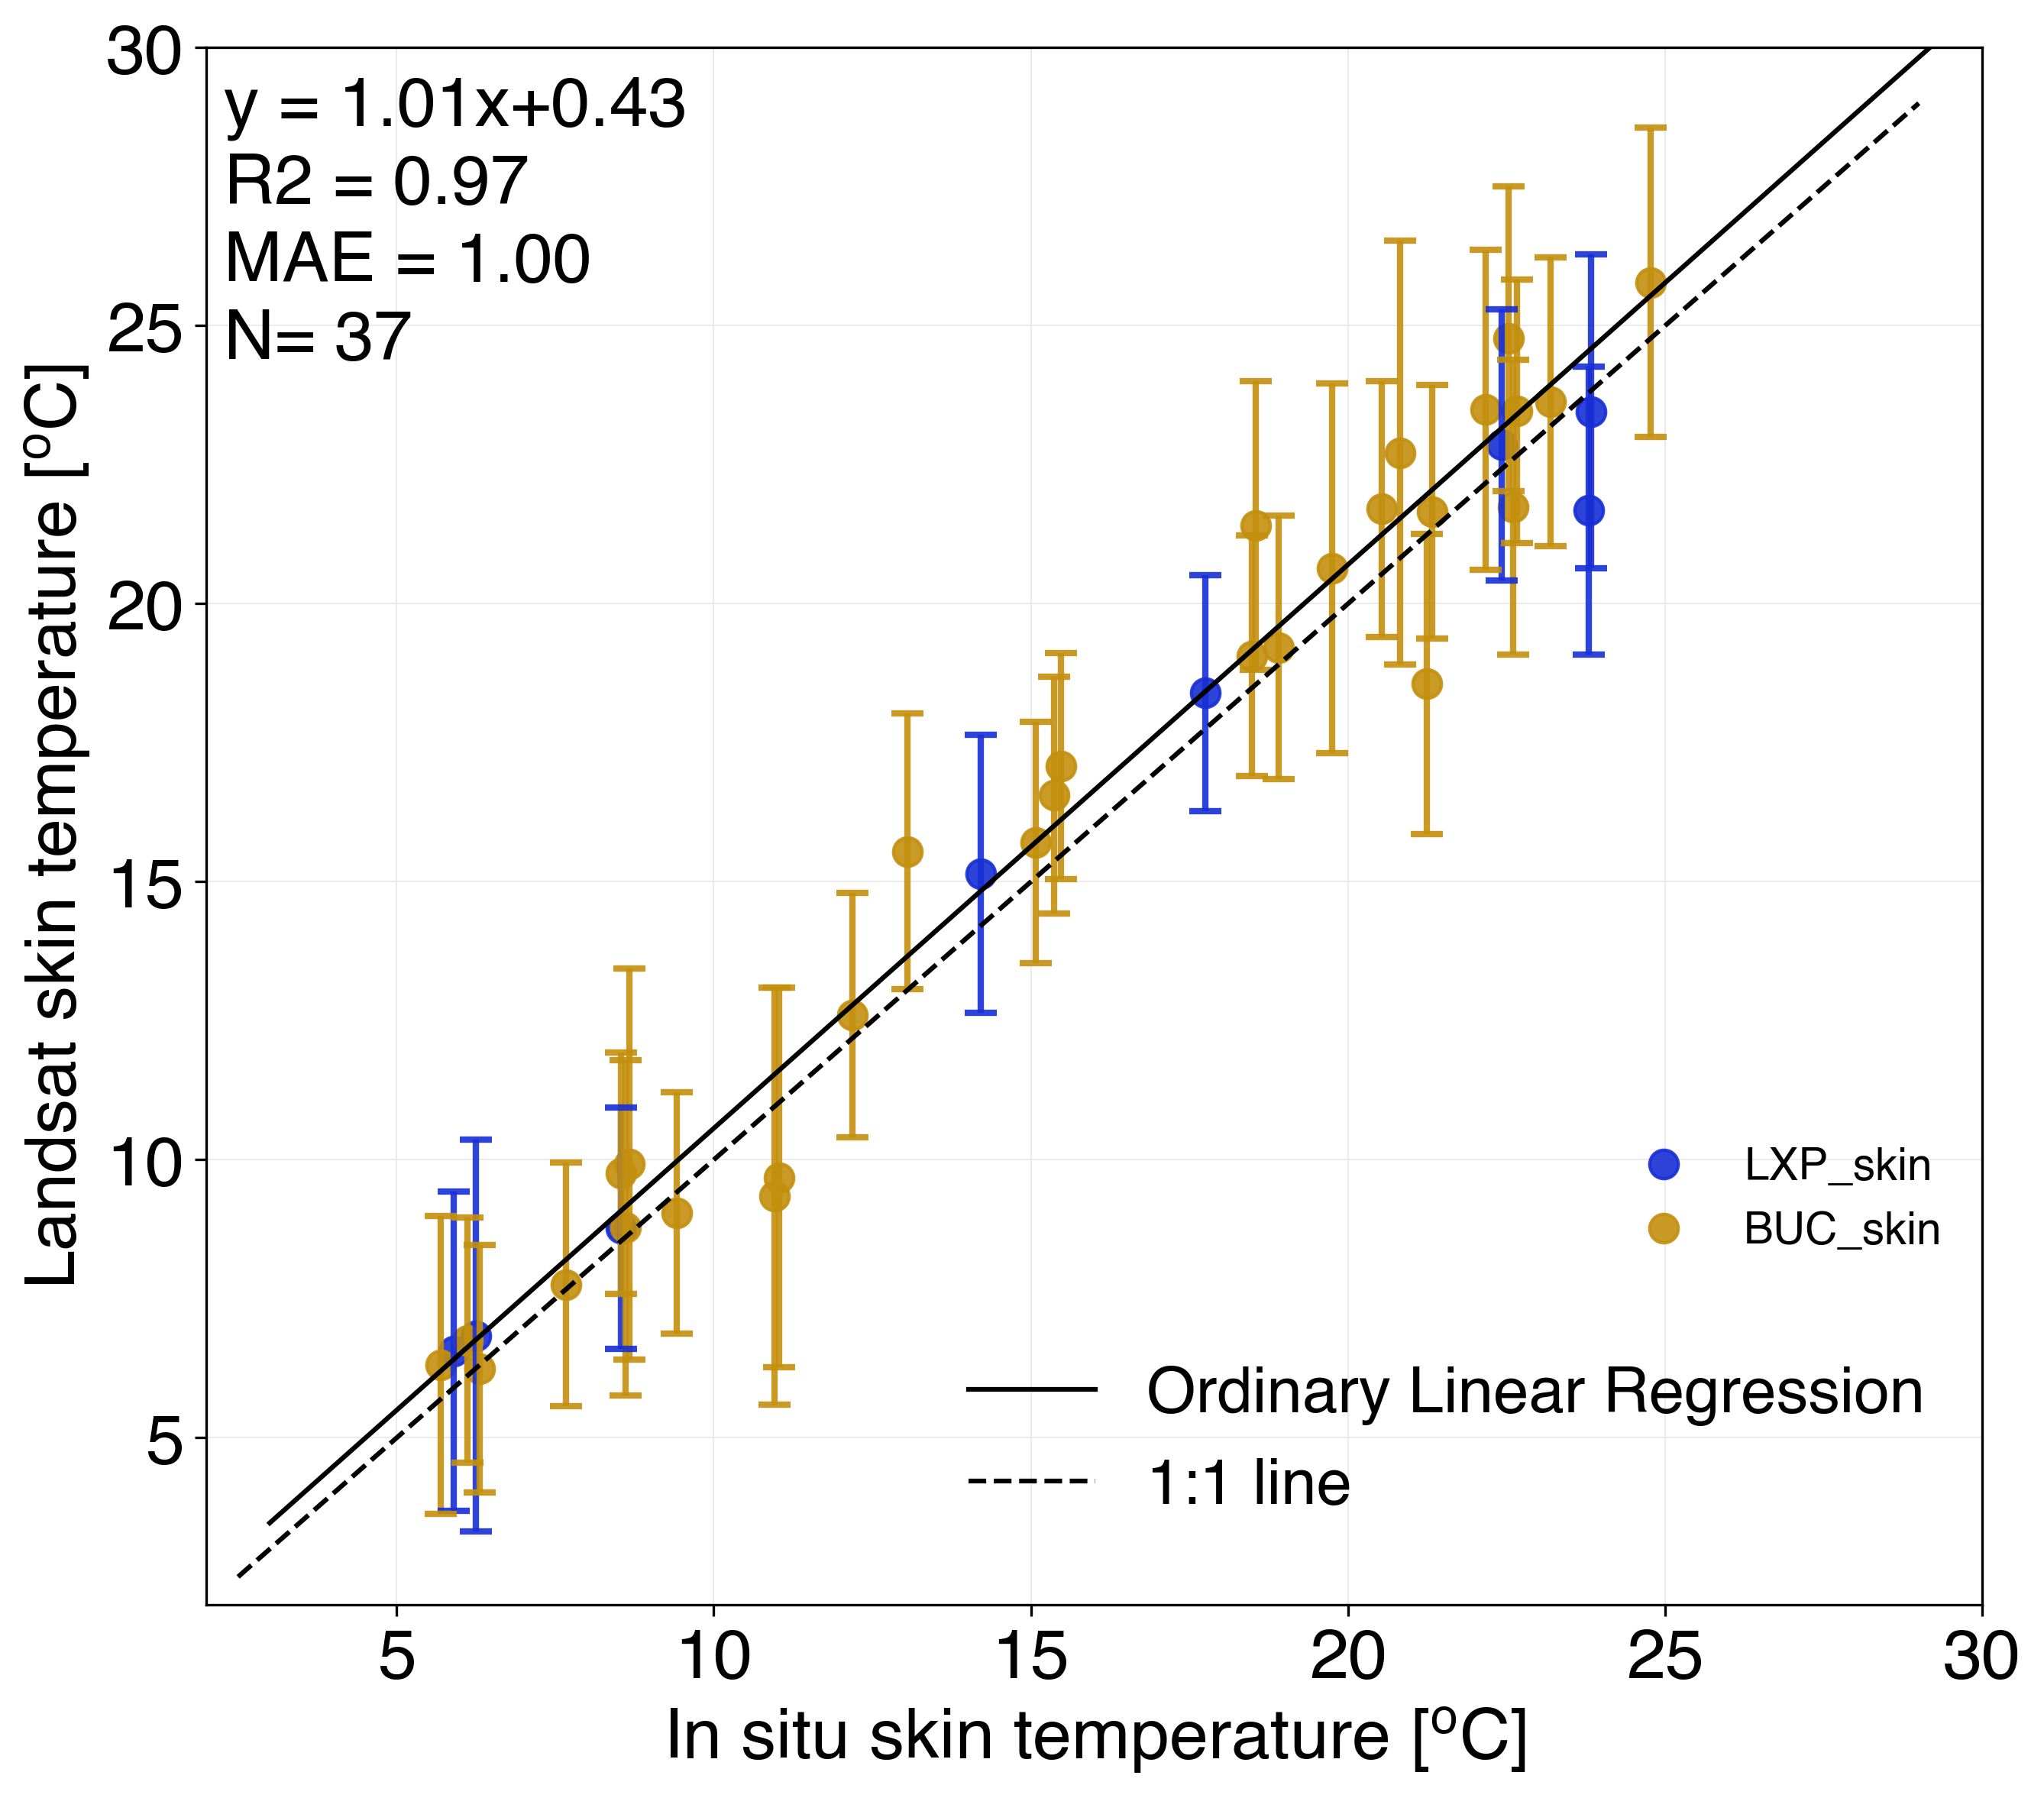 y = 1.01x+0.43
R2 = 0.97
MAE = 1.00
N= 37
30
25
20
15
10
5
Landsat skin temperature [°C]
LXP_skin
BUC_skin
Ordinary Linear Regression
1:1 line
5 10 15 20 25 30
In situ skin temperature [°C]